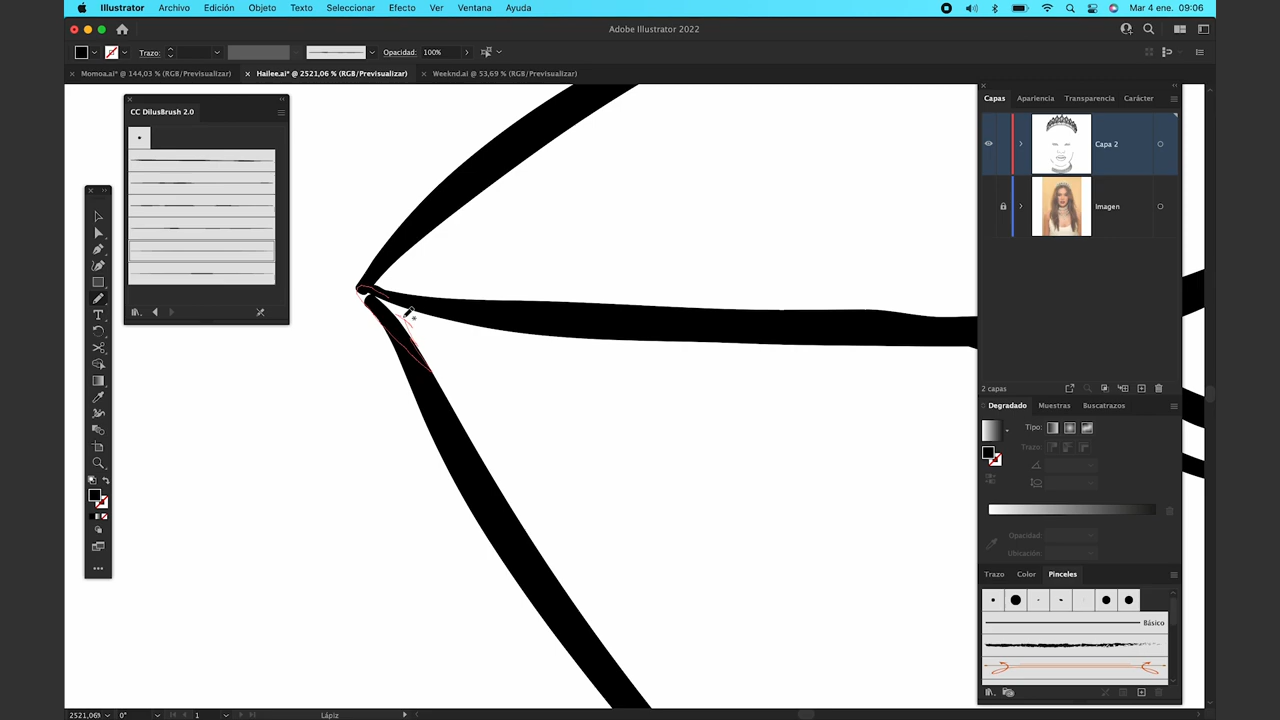 Illustrator Archivo Edición Objeto Texto Seleccionar Efecto Ver Ventana Ayuda Mar 4 ene. 09:06
Adobe Illustrator 2022
Trazo: Opacidad: 100%
Momoa.ai* @ 144,03 % (RGB/Previsualizar) Hailee.ai* @ 2521,06 % (RGB/Previsualizar) Weeknd.ai @ 53,69 % (RGB/Previsualizar)
CC DilusBrush 2.0
Capas Apariencia Transparencia Carácter
Capa 2
Imagen
2 capas
Degradado Muestras Buscatrazos
Tipo:
Trazo:
Opacidad:
Ubicación:
Trazo Color Pinceles
Básico
2521,06% 0° 1 Lápiz